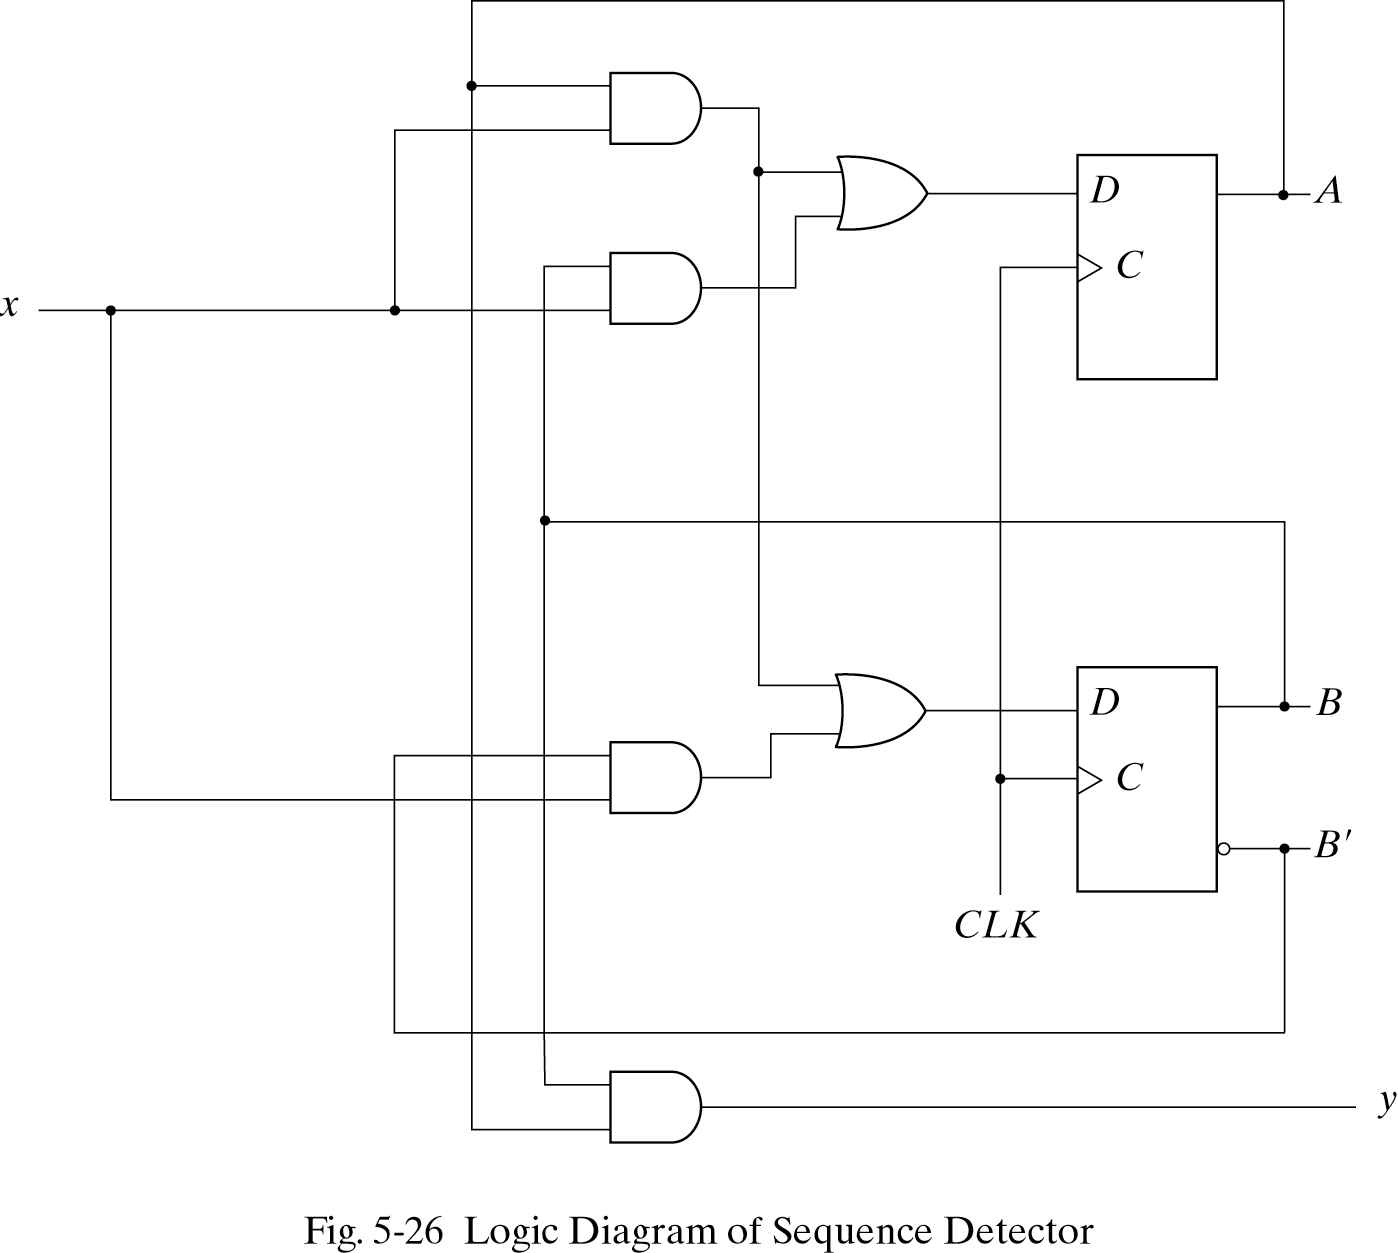 D
A
C
x
D
B
C
B′
CLK
y
Fig. 5-26 Logic Diagram of Sequence Detector